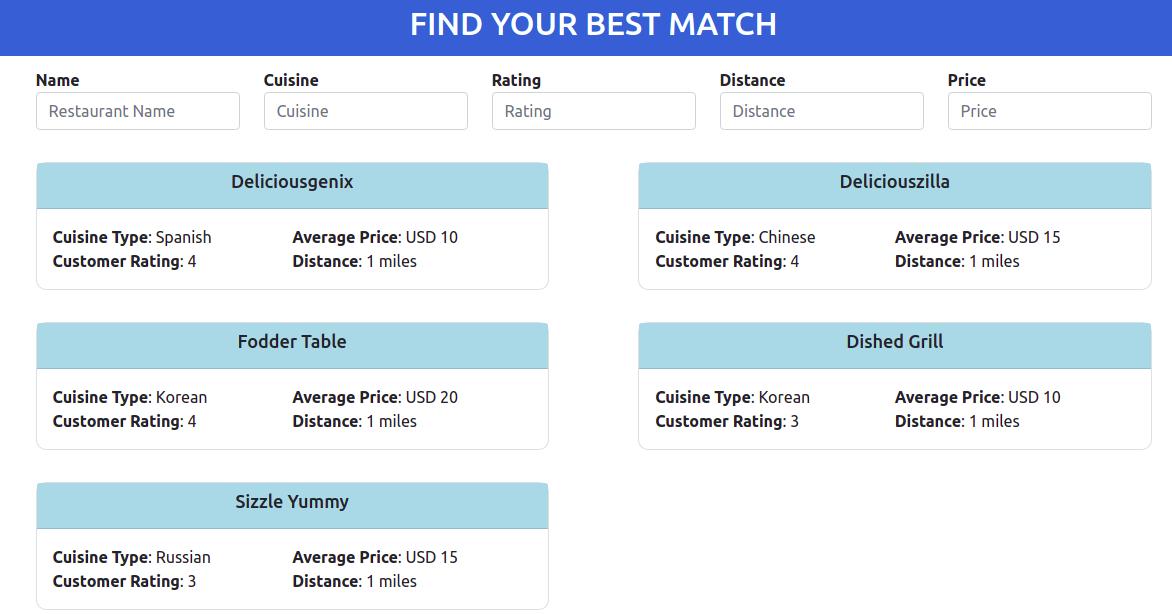 FIND YOUR BEST MATCH
Name Cuisine Rating Distance Price
Restaurant Name Cuisine Rating Distance Price
Deliciousgenix
Cuisine Type: Spanish Average Price: USD 10
Customer Rating: 4 Distance: 1 miles
Deliciouszilla
Cuisine Type: Chinese Average Price: USD 15
Customer Rating: 4 Distance: 1 miles
Fodder Table
Cuisine Type: Korean Average Price: USD 20
Customer Rating: 4 Distance: 1 miles
Dished Grill
Cuisine Type: Korean Average Price: USD 10
Customer Rating: 3 Distance: 1 miles
Sizzle Yummy
Cuisine Type: Russian Average Price: USD 15
Customer Rating: 3 Distance: 1 miles